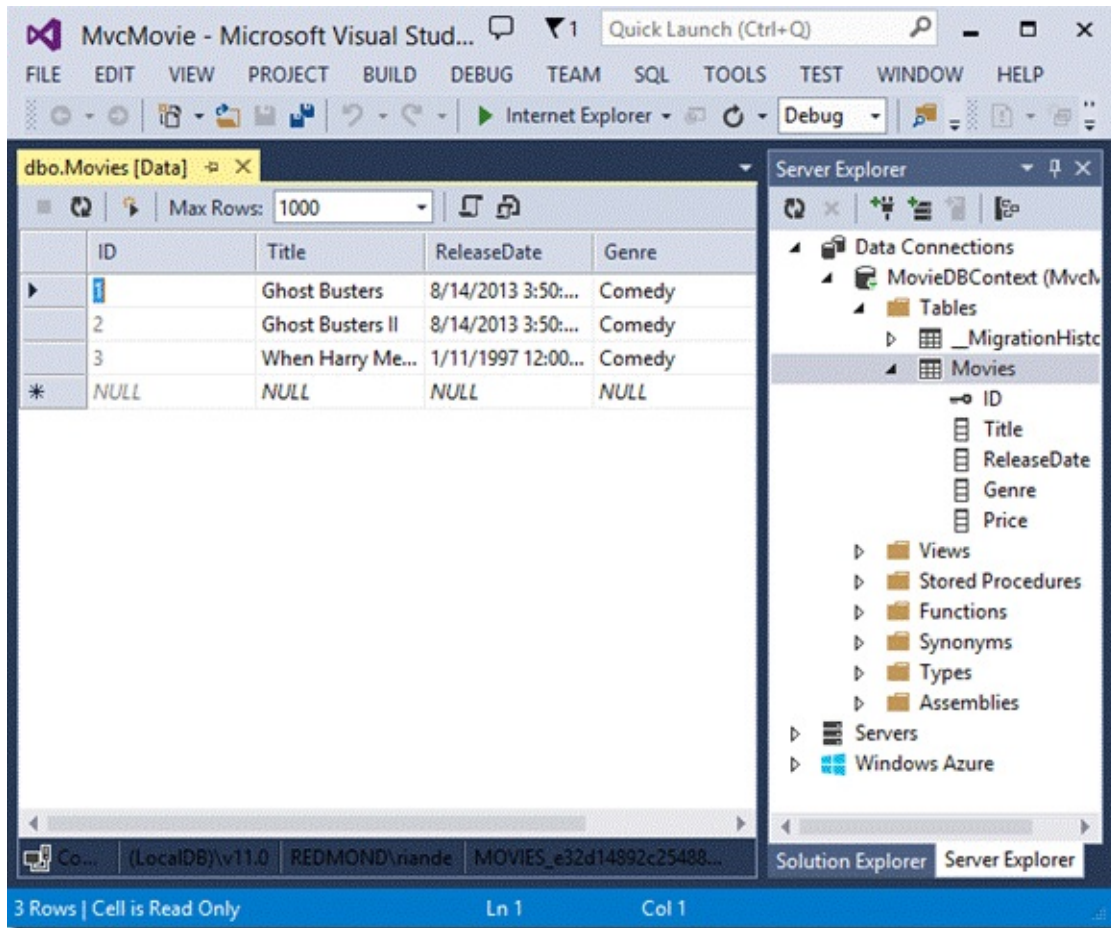 MvcMovie - Microsoft Visual Stud... 1 Quick Launch (Ctrl+Q)
FILE EDIT VIEW PROJECT BUILD DEBUG TEAM SQL TOOLS TEST WINDOW HELP
Internet Explorer Debug
dbo.Movies [Data]
Max Rows: 1000
ID Title ReleaseDate Genre
1 Ghost Busters 8/14/2013 3:50:... Comedy
2 Ghost Busters II 8/14/2013 3:50:... Comedy
3 When Harry Me... 1/11/1997 12:00... Comedy
NULL NULL NULL NULL
Co... (LocalDB)\v11.0 REDMOND\riande MOVIES_e32d14892c25488...
Server Explorer
Data Connections
MovieDBContext (MvcM
Tables
__MigrationHisto
Movies
ID
Title
ReleaseDate
Genre
Price
Views
Stored Procedures
Functions
Synonyms
Types
Assemblies
Servers
Windows Azure
Solution Explorer Server Explorer
3 Rows | Cell is Read Only Ln 1 Col 1